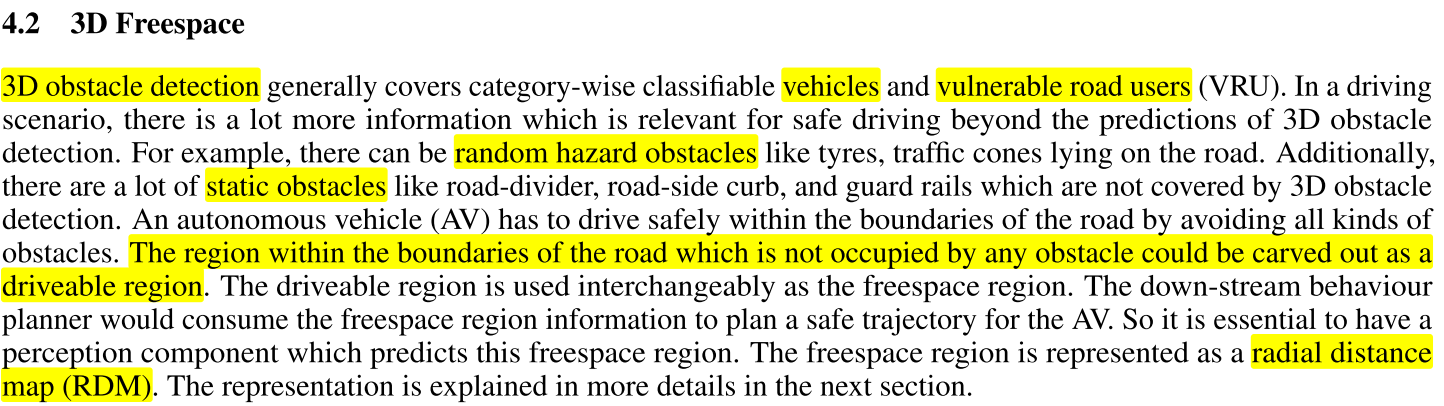 4.2 3D Freespace
3D obstacle detection generally covers category-wise classifiable vehicles and vulnerable road users (VRU). In a driving
scenario, there is a lot more information which is relevant for safe driving beyond the predictions of 3D obstacle
detection. For example, there can be random hazard obstacles like tyres, traffic cones lying on the road. Additionally,
there are a lot of static obstacles like road-divider, road-side curb, and guard rails which are not covered by 3D obstacle
detection. An autonomous vehicle (AV) has to drive safely within the boundaries of the road by avoiding all kinds of
obstacles. The region within the boundaries of the road which is not occupied by any obstacle could be carved out as a
driveable region. The driveable region is used interchangeably as the freespace region. The down-stream behaviour
planner would consume the freespace region information to plan a safe trajectory for the AV. So it is essential to have a
perception component which predicts this freespace region. The freespace region is represented as a radial distance
map (RDM). The representation is explained in more details in the next section.